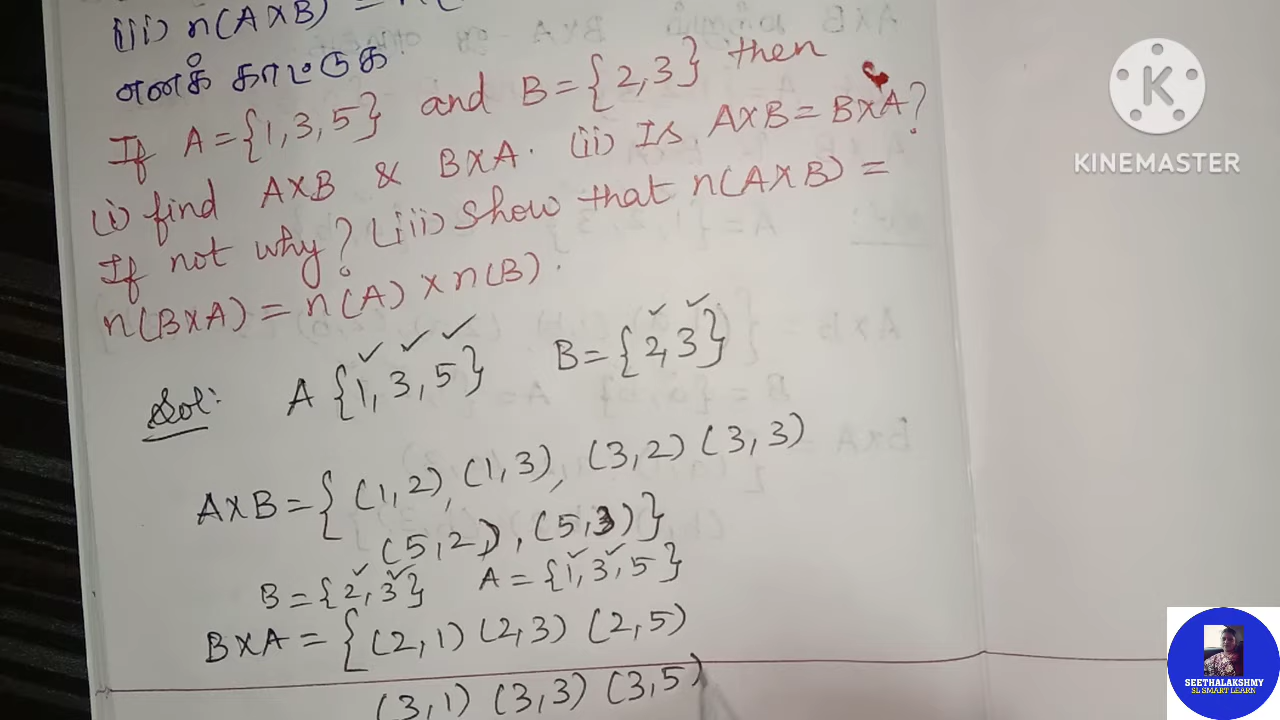 (ii) n(A×B) =
எனக் காட்டுக
If A={1,3,5} and B={2,3} then
(i) find A×B & B×A. (ii) Is A×B=B×A?
If not why? (iii) Show that n(A×B) =
n(B×A) = n(A) × n(B).
Sol: A {1,3,5} B={2,3}
A×B={(1,2),(1,3),(3,2)(3,3)
(5,2),(5,3)}
B={2,3} A={1,3,5}
B×A={(2,1)(2,3)(2,5)
(3,1)(3,3)(3,5)
KINEMASTER
SEETHALAKSHMY
SL SMART LEARN